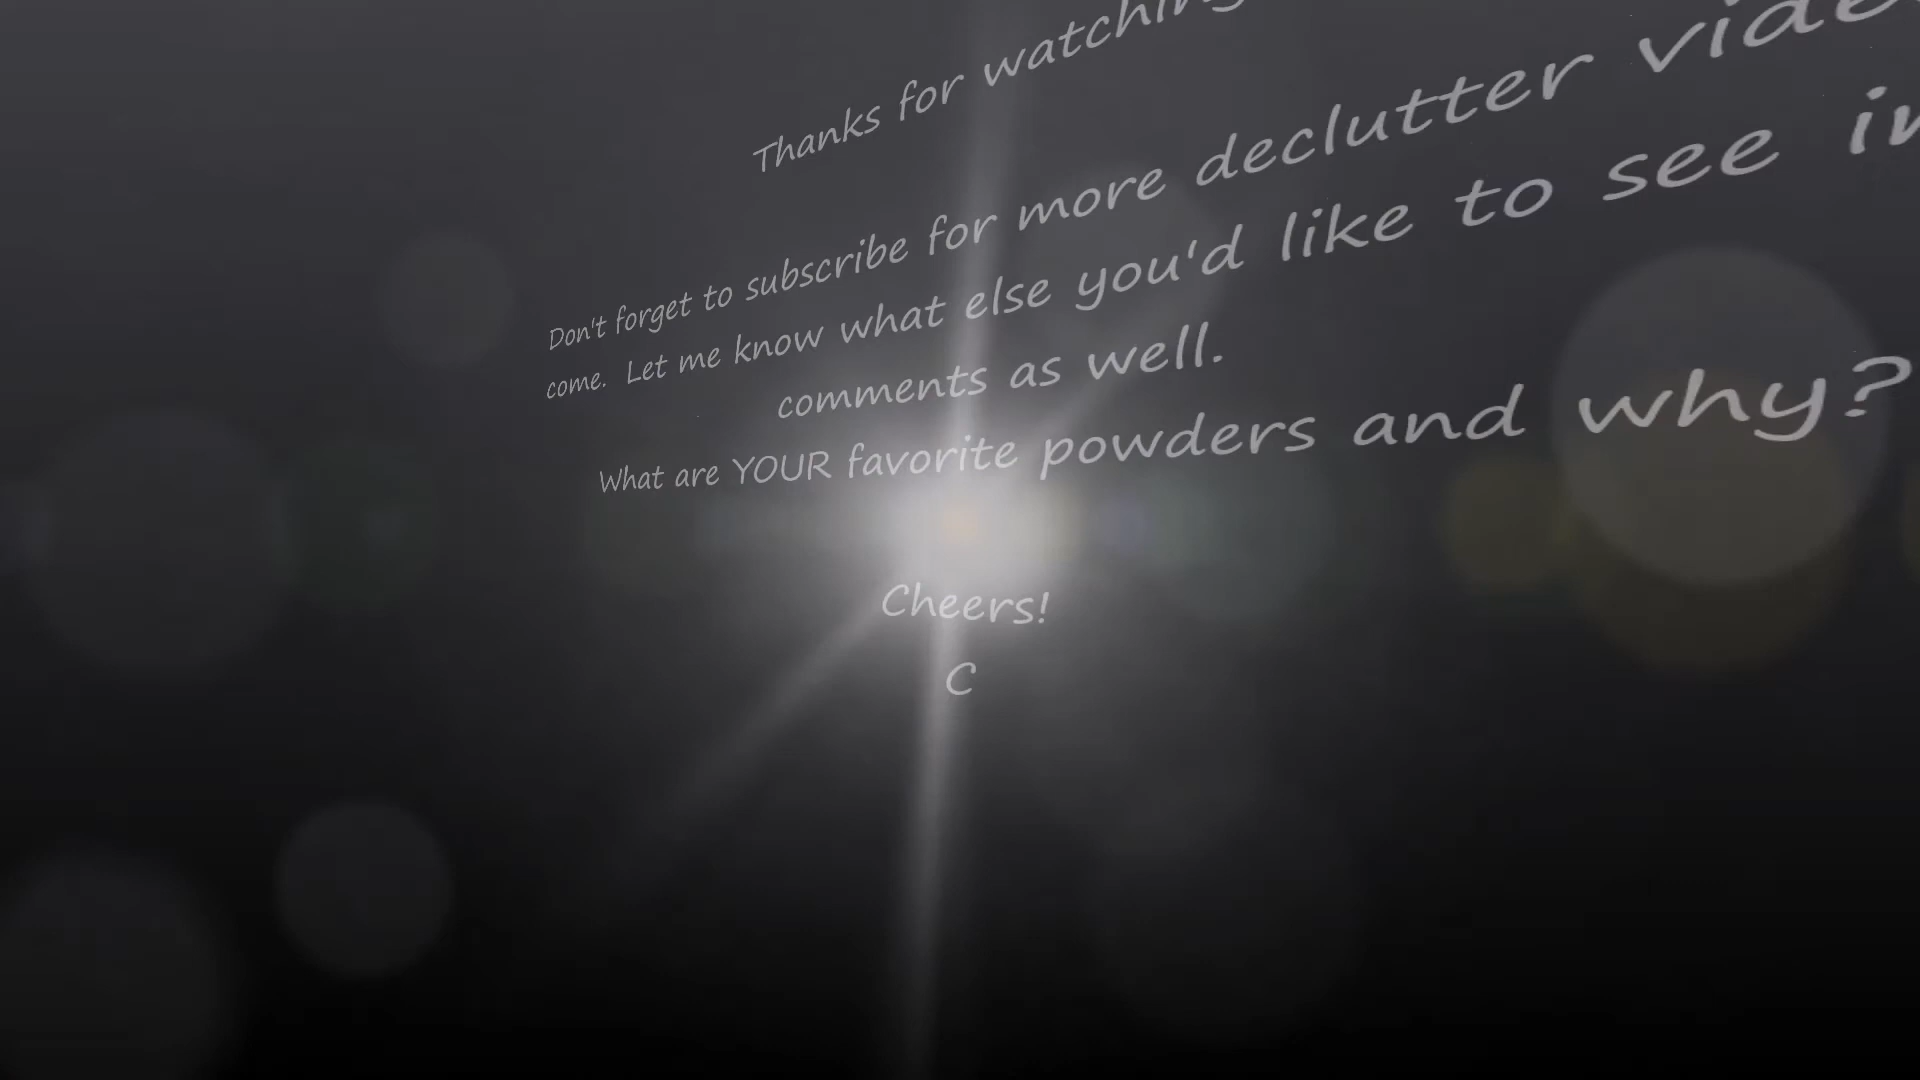 Thanks for watching
Don't forget to subscribe for more declutter
come.  Let me know what else you'd like to see
comments as well.
What are YOUR favorite powders and why?
Cheers!
C